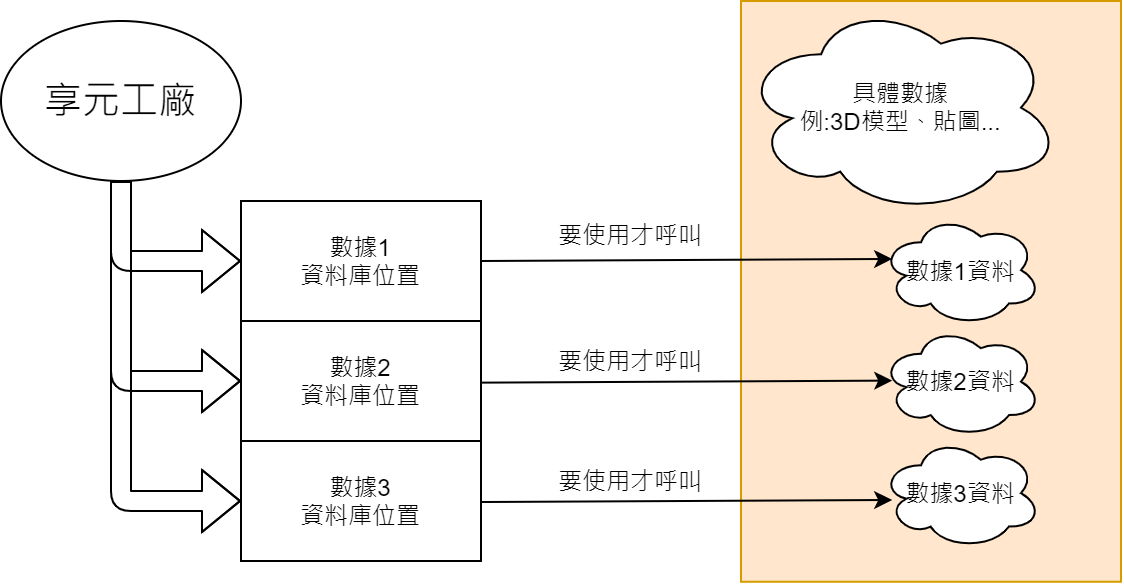 享元工廠
具體數據
例:3D模型、貼圖...
數據1
資料庫位置
要使用才呼叫
數據1資料
數據2
資料庫位置
要使用才呼叫
數據2資料
數據3
資料庫位置
要使用才呼叫
數據3資料